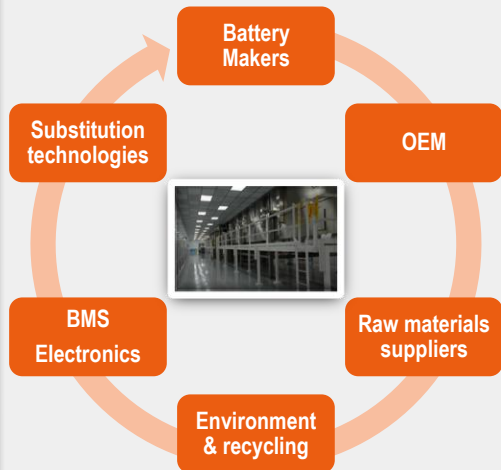 Battery
Makers
OEM
Raw materials
suppliers
Environment
& recycling
BMS
Electronics
Substitution
technologies